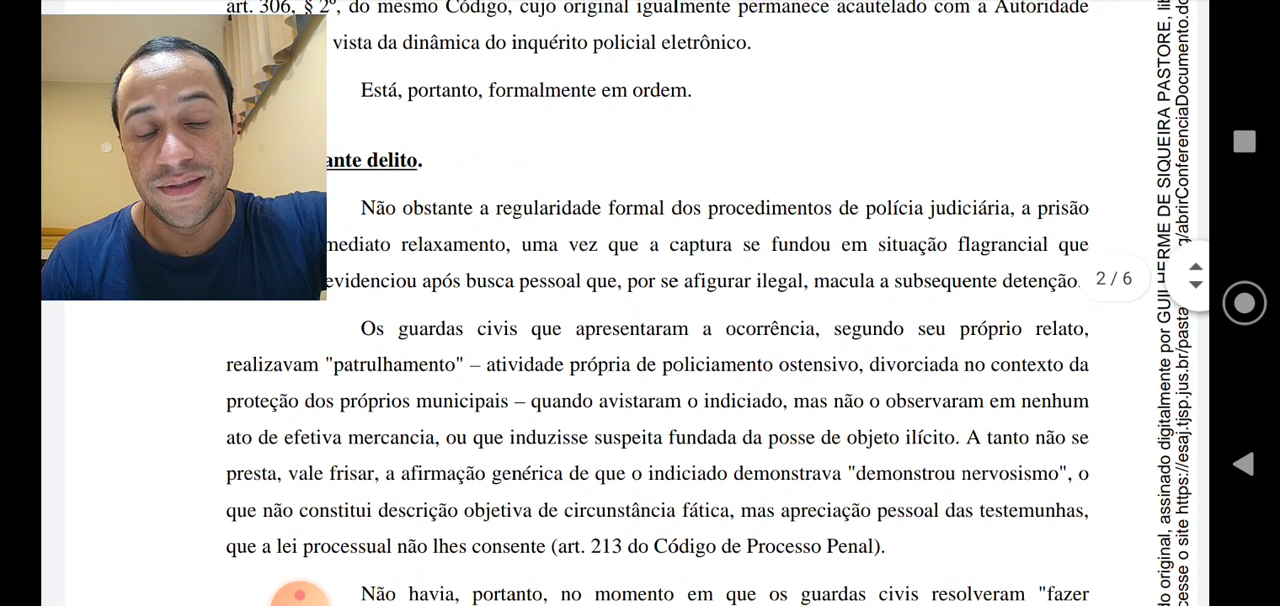 art. 306, § 2º, do mesmo Código, cujo original igualmente permanece acautelado com a Autoridade
vista da dinâmica do inquérito policial eletrônico.
Está, portanto, formalmente em ordem.
ante delito.
Não obstante a regularidade formal dos procedimentos de polícia judiciária, a prisão
mediato relaxamento, uma vez que a captura se fundou em situação flagrancial que
evidenciou após busca pessoal que, por se afigurar ilegal, macula a subsequente detenção.
2 / 6
Os guardas civis que apresentaram a ocorrência, segundo seu próprio relato,
realizavam "patrulhamento" – atividade própria de policiamento ostensivo, divorciada no contexto da
proteção dos próprios municipais – quando avistaram o indiciado, mas não o observaram em nenhum
ato de efetiva mercancia, ou que induzisse suspeita fundada da posse de objeto ilícito. A tanto não se
presta, vale frisar, a afirmação genérica de que o indiciado demonstrava "demonstrou nervosismo", o
que não constitui descrição objetiva de circunstância fática, mas apreciação pessoal das testemunhas,
que a lei processual não lhes consente (art. 213 do Código de Processo Penal).
Não havia, portanto, no momento em que os guardas civis resolveram "fazer
do original, assinado digitalmente por GUILHERME DE SIQUEIRA PASTORE, lib
cesse o site https://esaj.tjsp.jus.br/pasta g/abrirConferenciaDocumento.do